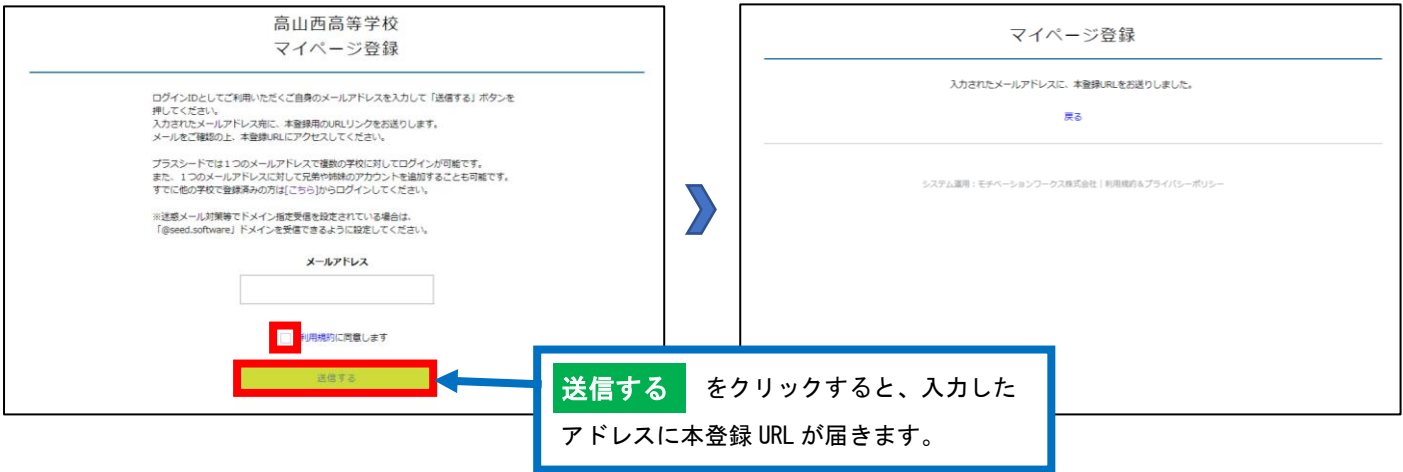 高山西高等学校
マイページ登録
ログインIDとしてご利用いただくご自身のメールアドレスを入力して「送信する」ボタンを
押してください。
入力されたメールアドレス宛に、本登録用のURLリンクをお送りします。
メールをご確認の上、本登録URLにアクセスしてください。
プラスシードでは１つのメールアドレスで複数の学校に対してログインが可能です。
また、１つのメールアドレスに対して兄弟や姉妹のアカウントを追加することも可能です。
すでに他の学校で登録済みの方は[こちら]からログインしてください。
※迷惑メール対策等でドメイン指定受信を設定されている場合は、
「@seed.software」ドメインを受信できるように設定してください。
メールアドレス
利用規約に同意します
送信する
マイページ登録
入力されたメールアドレスに、本登録URLをお送りしました。
戻る
システム運用：モチベーションワークス株式会社｜利用規約&プライバシーポリシー
送信する をクリックすると、入力した
アドレスに本登録 URL が届きます。